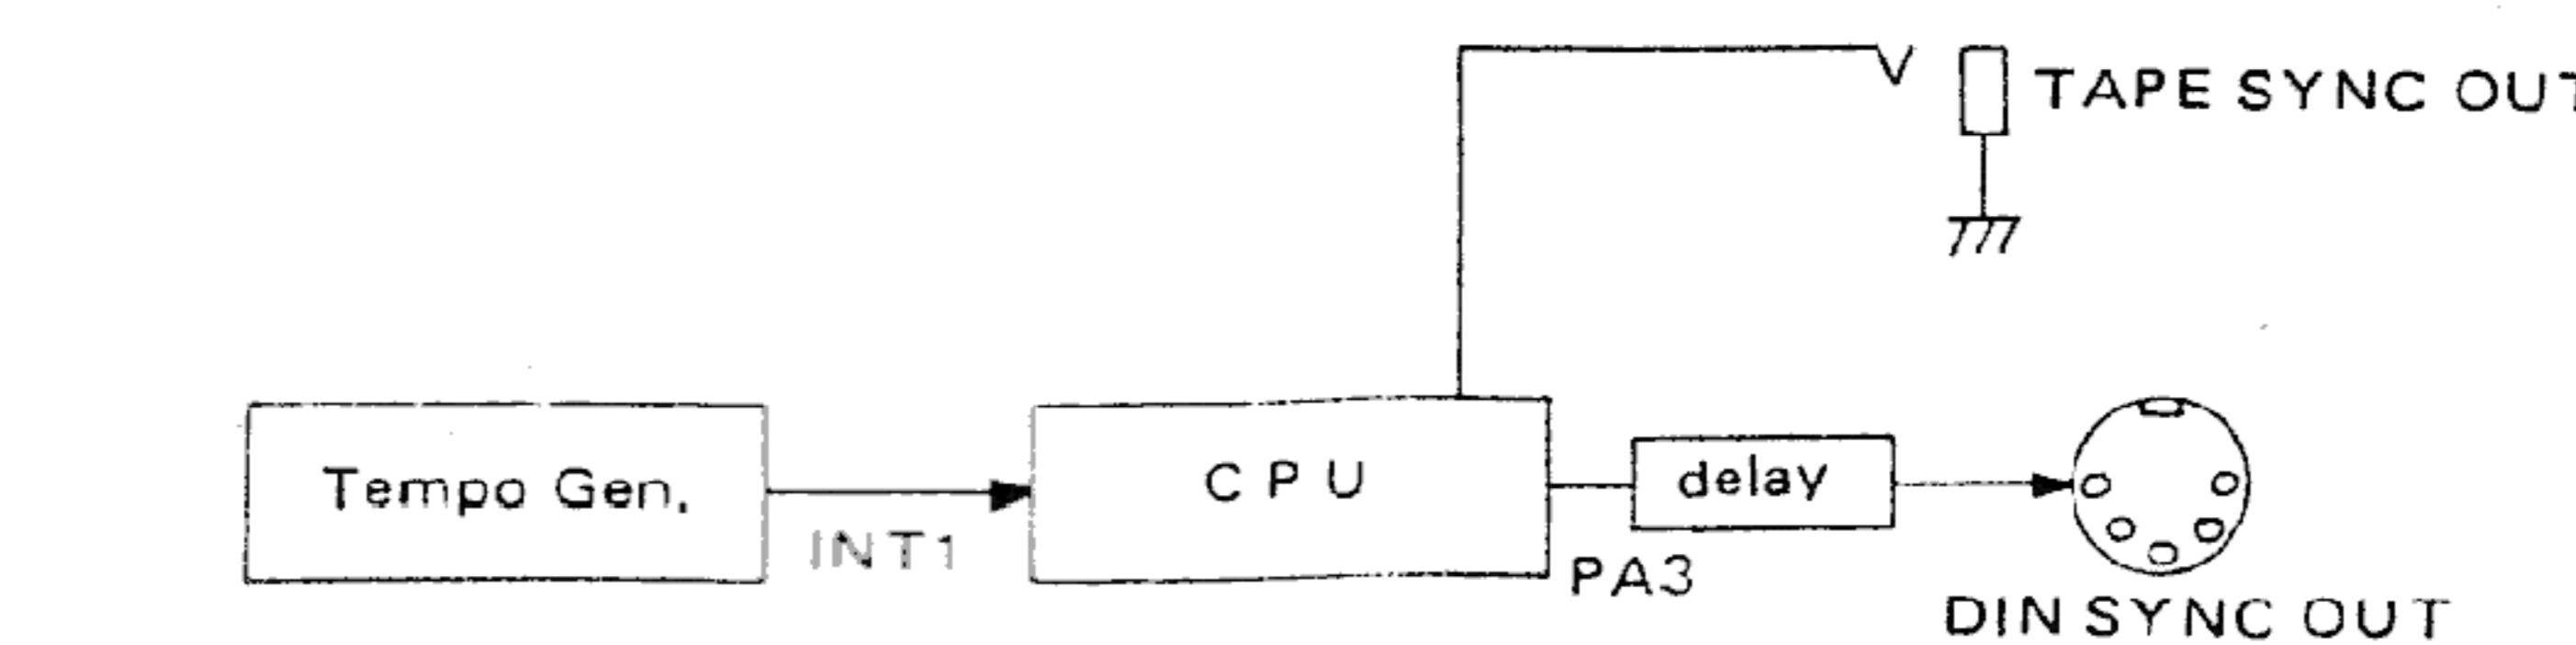 TAPE SYNC OUT
Tempo Gen.
INT1
CPU
delay
PA3
DIN SYNC OUT